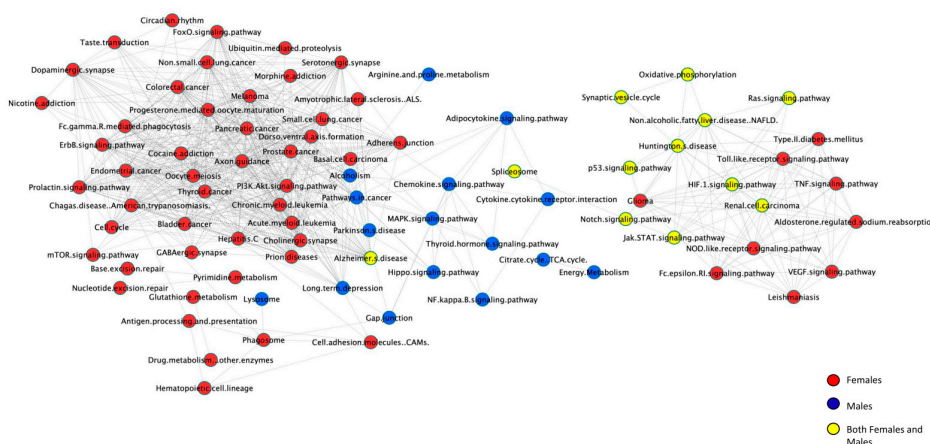 Circadian.rhythm
FoxO.signaling.pathway
Taste.transduction
Ubiquitin.mediated.proteolysis
Non.small.cell.lung.cancer
Serotonergic.synapse
Dopaminergic.synapse
Morphine.addiction
Arginine.and.proline.metabolism
Oxidative.phosphorylation
Colorectal.cancer
Melanoma
Amyotrophic.lateral.sclerosis..ALS.
Synaptic.vesicle.cycle
Ras.signaling.pathway
Nicotine.addiction
Progesterone.mediated.oocyte.maturation
Small.cell.lung.cancer
Adipocytokine.signaling.pathway
Non.alcoholic.fatty.liver.disease..NAFLD.
Fc.gamma.R.mediated.phagocytosis
Pancreatic.cancer
Dorso.ventral.axis.formation
Adherens.junction
Huntington.s.disease
Type.II.diabetes.mellitus
ErbB.signaling.pathway
Prostate.cancer
Toll.like.receptor.signaling.pathway
Cocaine.addiction
Axon.guidance
Basal.cell.carcinoma
Endometrial.cancer
Oocyte.meiosis
Alcoholism
Spliceosome
p53.signaling.pathway
Prolactin.signaling.pathway
Thyroid.cancer
PI3K.Akt.signaling.pathway
Chemokine.signaling.pathway
HIF.1.signaling.pathway
TNF.signaling.pathway
Chagas.disease..American.trypanosomiasis.
Chronic.myeloid.leukemia
Pathways.in.cancer
Cytokine.cytokine.receptor.interaction
Glioma
Renal.cell.carcinoma
Cell.cycle
Bladder.cancer
Acute.myeloid.leukemia
Parkinson.s.disease
MAPK.signaling.pathway
Notch.signaling.pathway
Aldosterone.regulated.sodium.reabsorption
Hepatitis.C
Cholinergic.synapse
Thyroid.hormone.signaling.pathway
Jak.STAT.signaling.pathway
NOD.like.receptor.signaling.pathway
mTOR.signaling.pathway
GABAergic.synapse
Prion.diseases
Alzheimer.s.disease
Citrate.cycle..TCA.cycle.
Base.excision.repair
Pyrimidine.metabolism
Hippo.signaling.pathway
Energy.Metabolism
Fc.epsilon.RI.signaling.pathway
VEGF.signaling.pathway
Nucleotide.excision.repair
Glutathione.metabolism
Lysosome
Long.term.depression
NF.kappa.B.signaling.pathway
Leishmaniasis
Antigen.processing.and.presentation
Gap.junction
Phagosome
Cell.adhesion.molecules..CAMs.
Drug.metabolism...other.enzymes
Hematopoietic.cell.lineage
Females
Males
Both Females and
Males